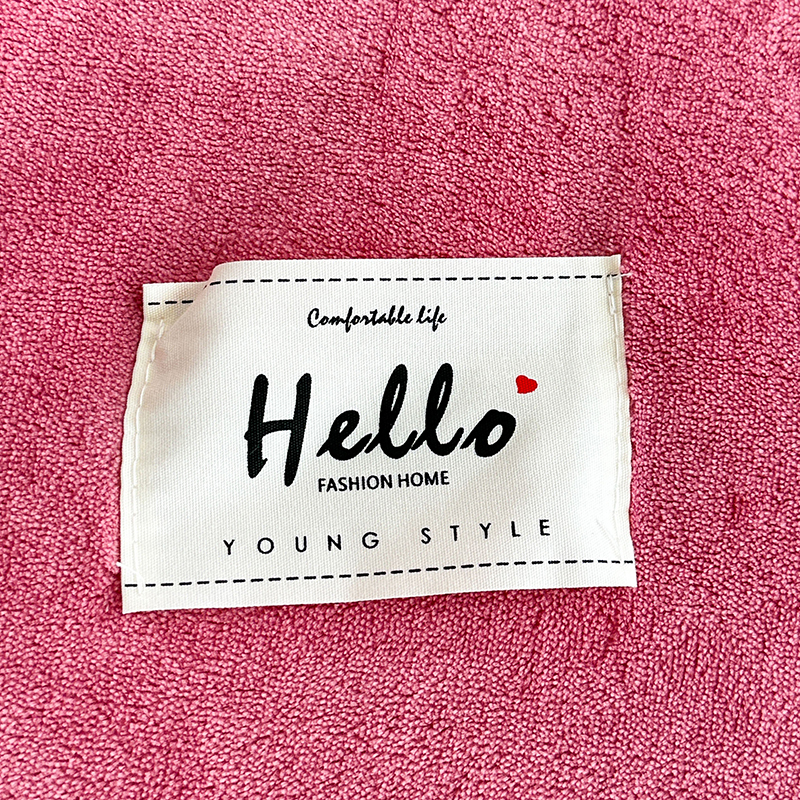 Comfortable life
Hello
FASHION HOME
YOUNG STYLE